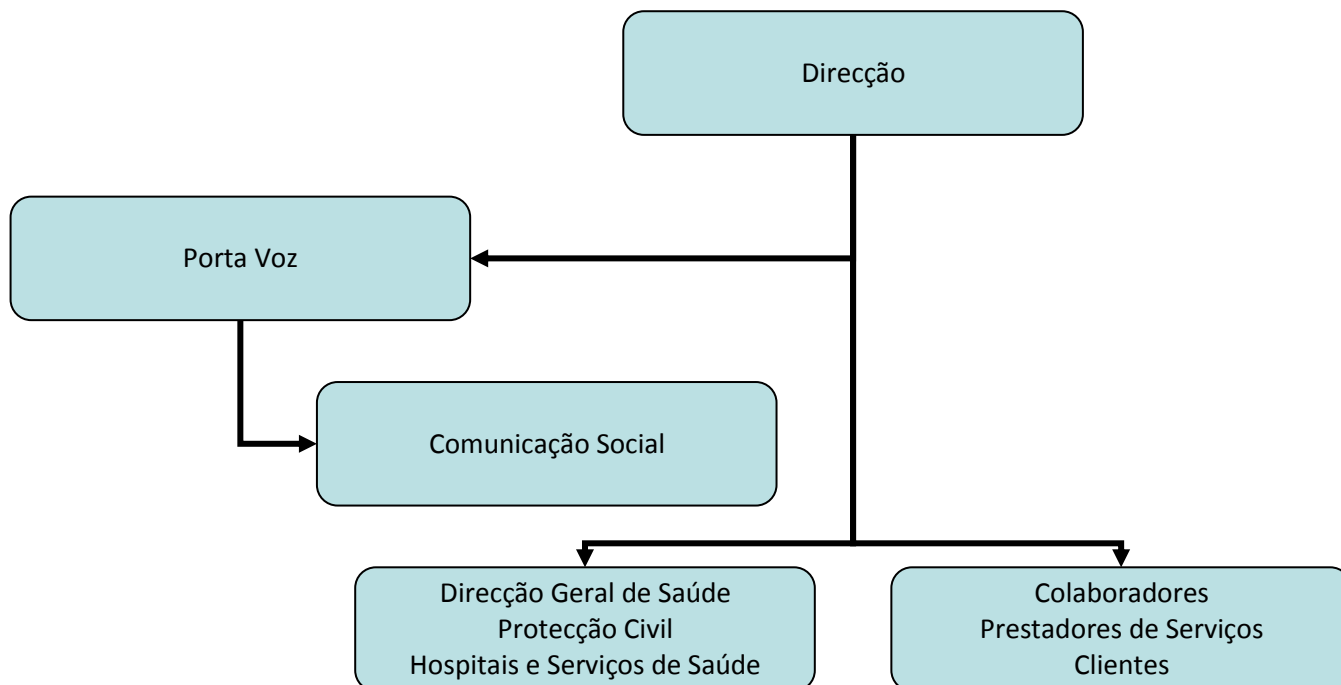 Direcção
Porta Voz
Comunicação Social
Direcção Geral de Saúde
Protecção Civil
Hospitais e Serviços de Saúde
Colaboradores
Prestadores de Serviços
Clientes